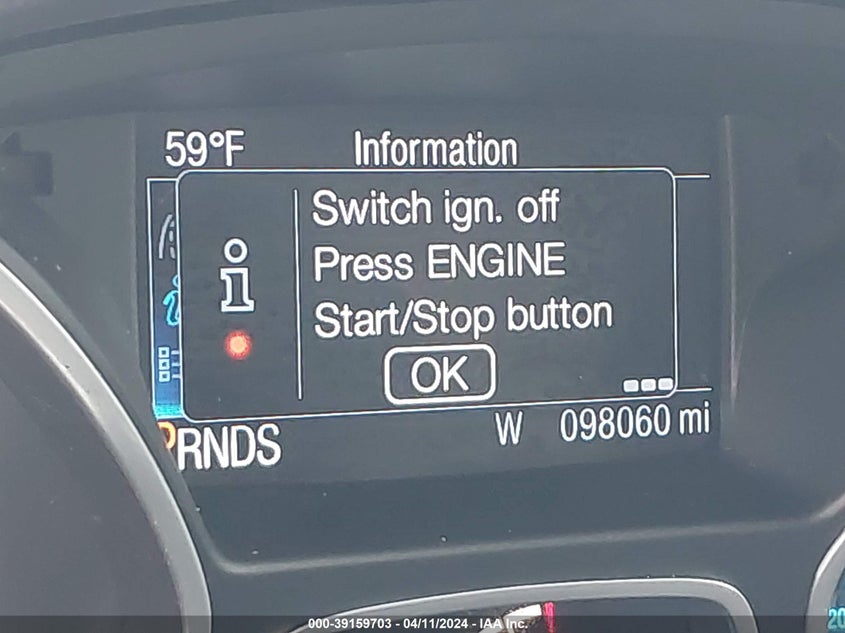 59°F Information
Switch ign. off
Press ENGINE
Start/Stop button
OK
PRNDS W 098060 mi
20
000-39159703 - 04/11/2024 - IAA Inc.